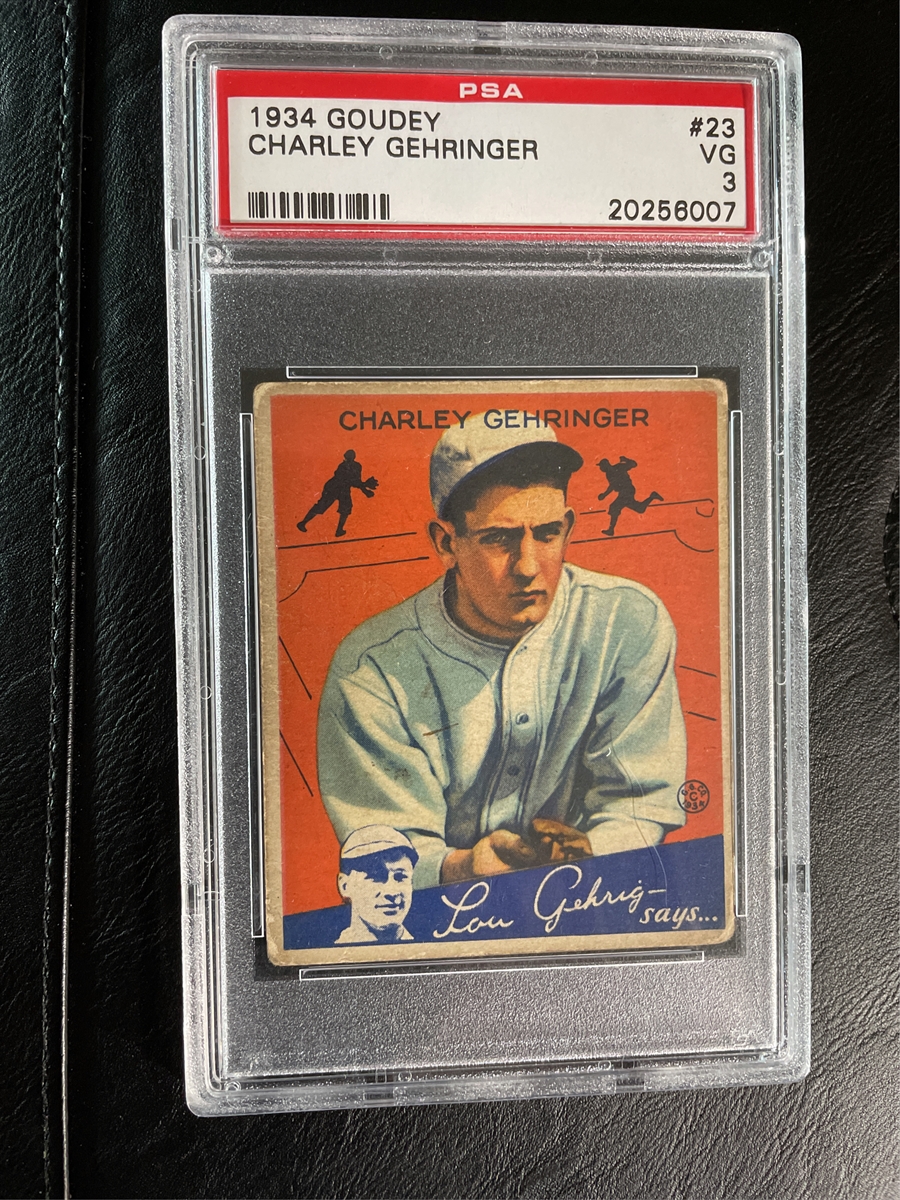 PSA
1934 GOUDEY #23
CHARLEY GEHRINGER VG
3
20256007
CHARLEY GEHRINGER
Lou Gehrig-
says...